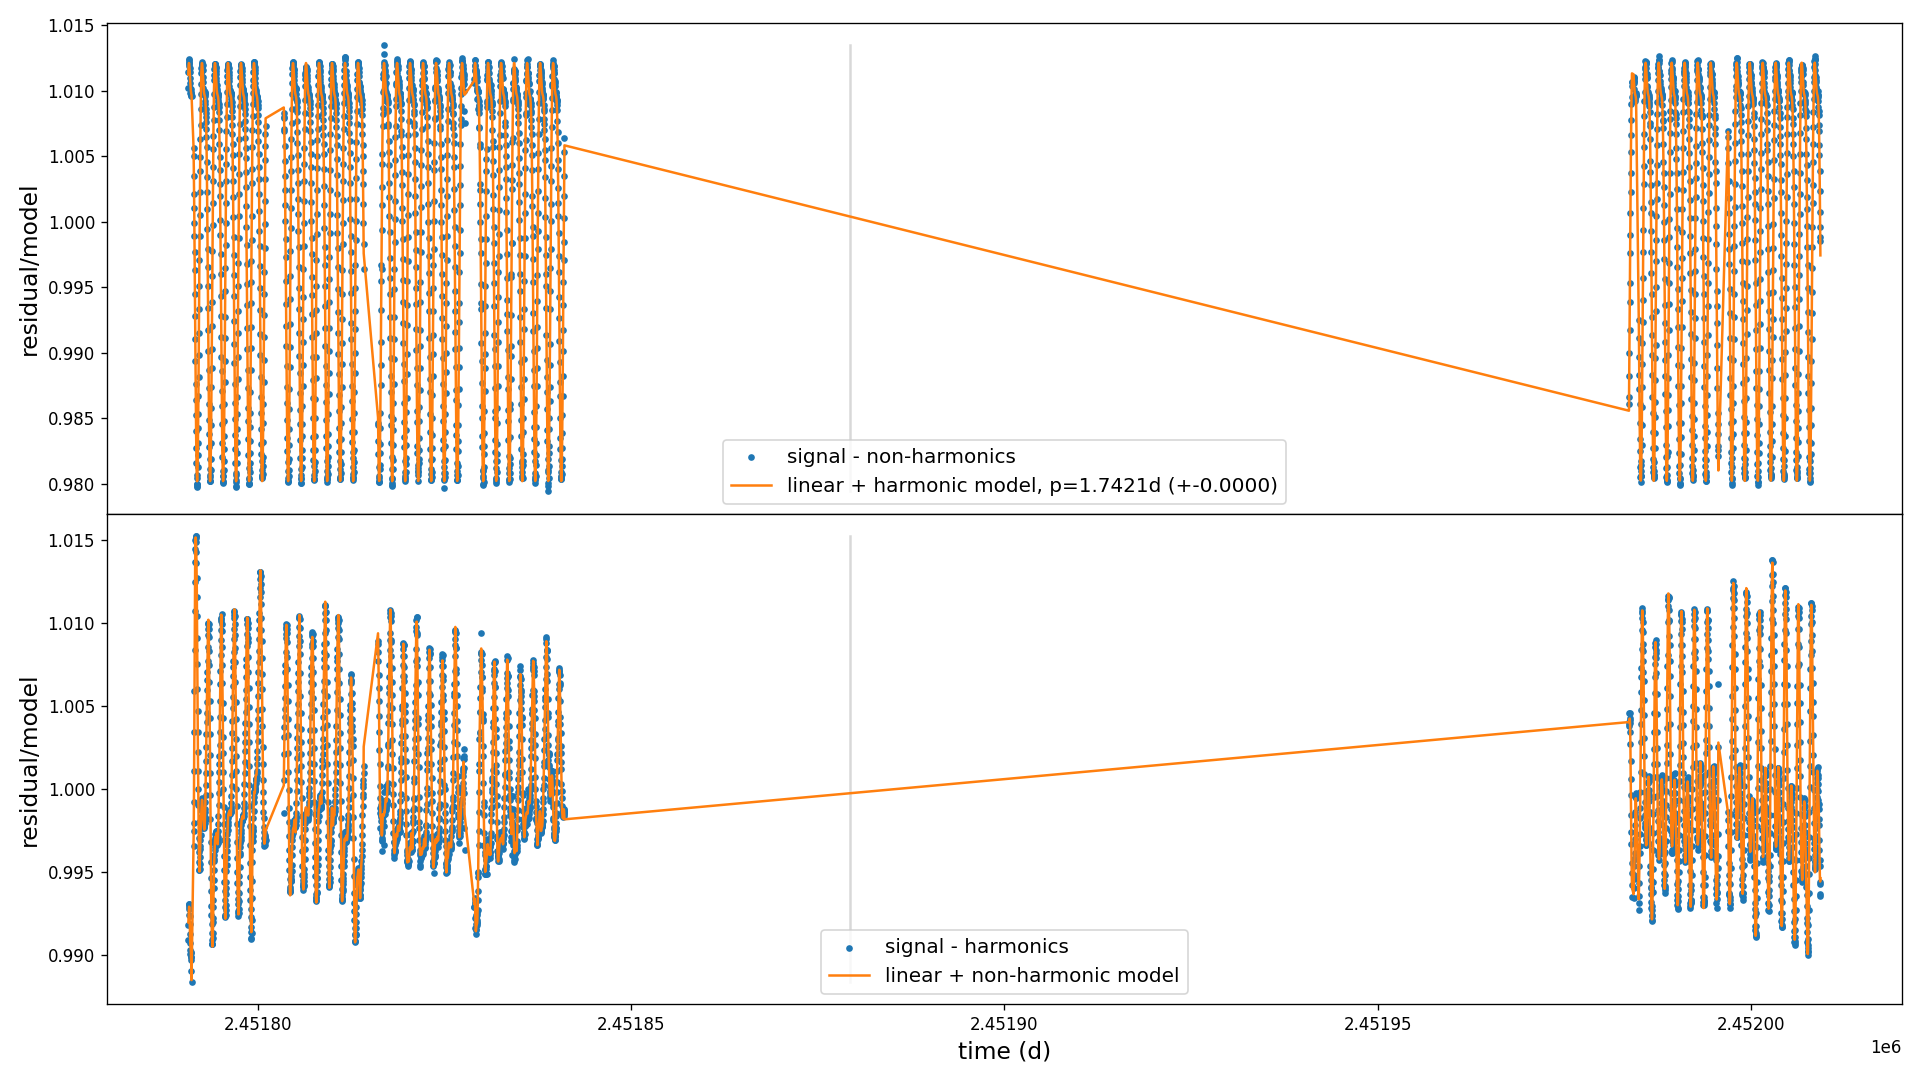 1.015
1.010
1.005
1.000
0.995
0.990
0.985
0.980
residual/model
signal - non-harmonics
linear + harmonic model, p=1.7421d (+-0.0000)
1.015
1.010
1.005
1.000
0.995
0.990
residual/model
signal - harmonics
linear + non-harmonic model
2.45180
2.45185
2.45190
2.45195
2.45200
time (d)
1e6